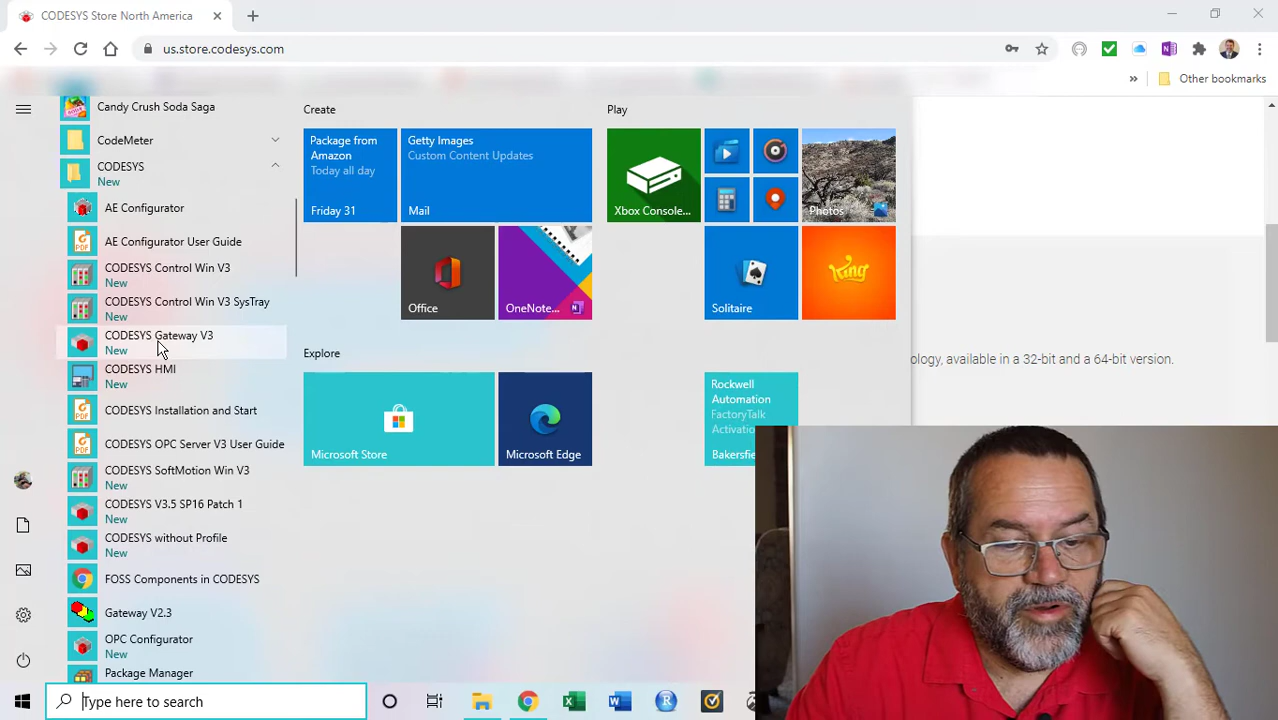 CODESYS Store North America
us.store.codesys.com
Other bookmarks
Candy Crush Soda Saga
CodeMeter
CODESYS
New
AE Configurator
AE Configurator User Guide
CODESYS Control Win V3
New
CODESYS Control Win V3 SysTray
New
CODESYS Gateway V3
New
CODESYS HMI
New
CODESYS Installation and Start
CODESYS OPC Server V3 User Guide
CODESYS SoftMotion Win V3
New
CODESYS V3.5 SP16 Patch 1
New
CODESYS without Profile
New
FOSS Components in CODESYS
Gateway V2.3
OPC Configurator
Package Manager
Create
Package from
Amazon
Today all day
Friday 31
Getty Images
Custom Content Updates
Mail
Office
OneNote...
Explore
Microsoft Store
Microsoft Edge
Play
Xbox Console...
Photos
Solitaire
King
Rockwell
Automation
FactoryTalk
Bakersfie
ology, available in a 32-bit and a 64-bit version.
Type here to search